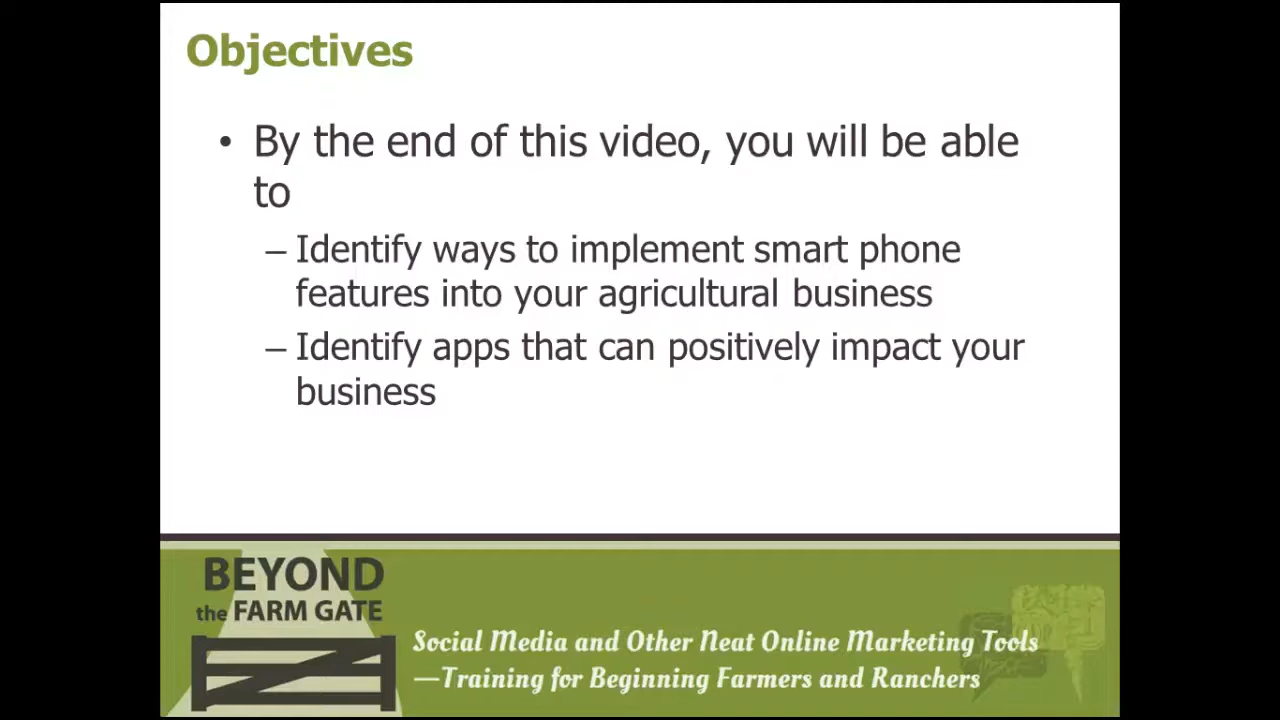 Objectives
• By the end of this video, you will be able
to
– Identify ways to implement smart phone
features into your agricultural business
– Identify apps that can positively impact your
business
BEYOND
the FARM GATE
Social Media and Other Neat Online Marketing Tools
—Training for Beginning Farmers and Ranchers